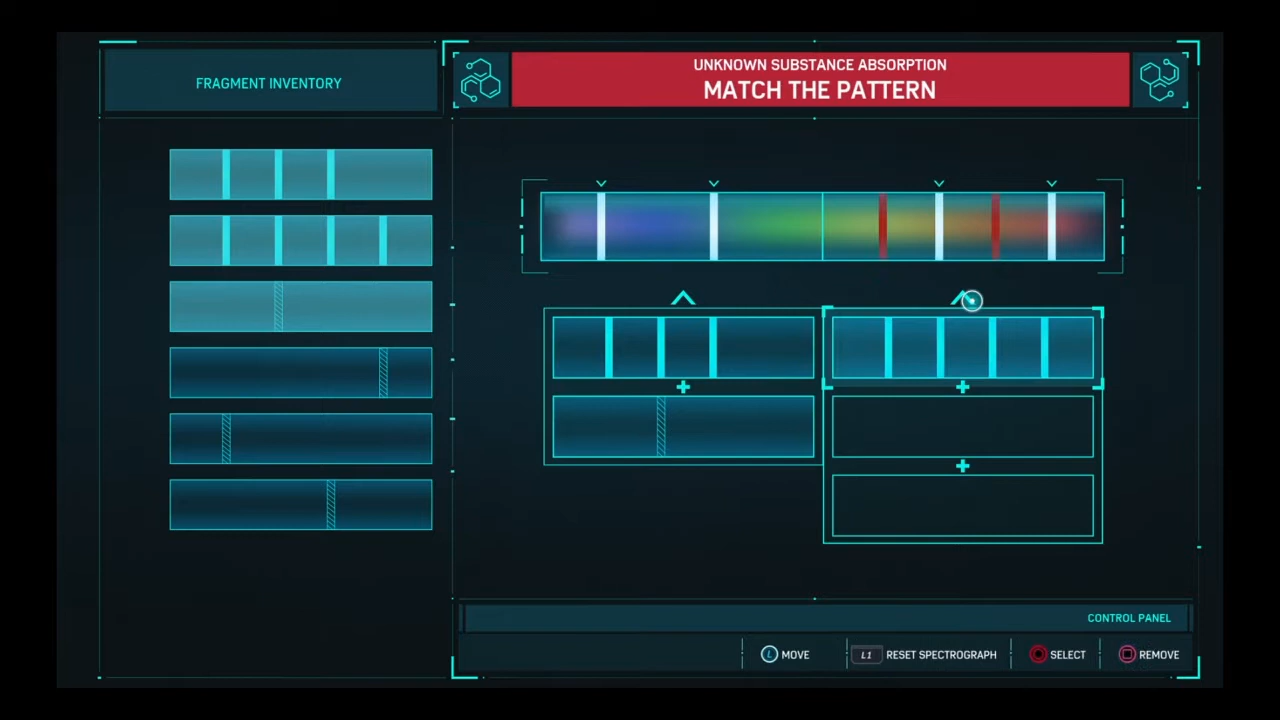 FRAGMENT INVENTORY
UNKNOWN SUBSTANCE ABSORPTION
MATCH THE PATTERN
CONTROL PANEL
L MOVE
L1 RESET SPECTROGRAPH
SELECT
REMOVE